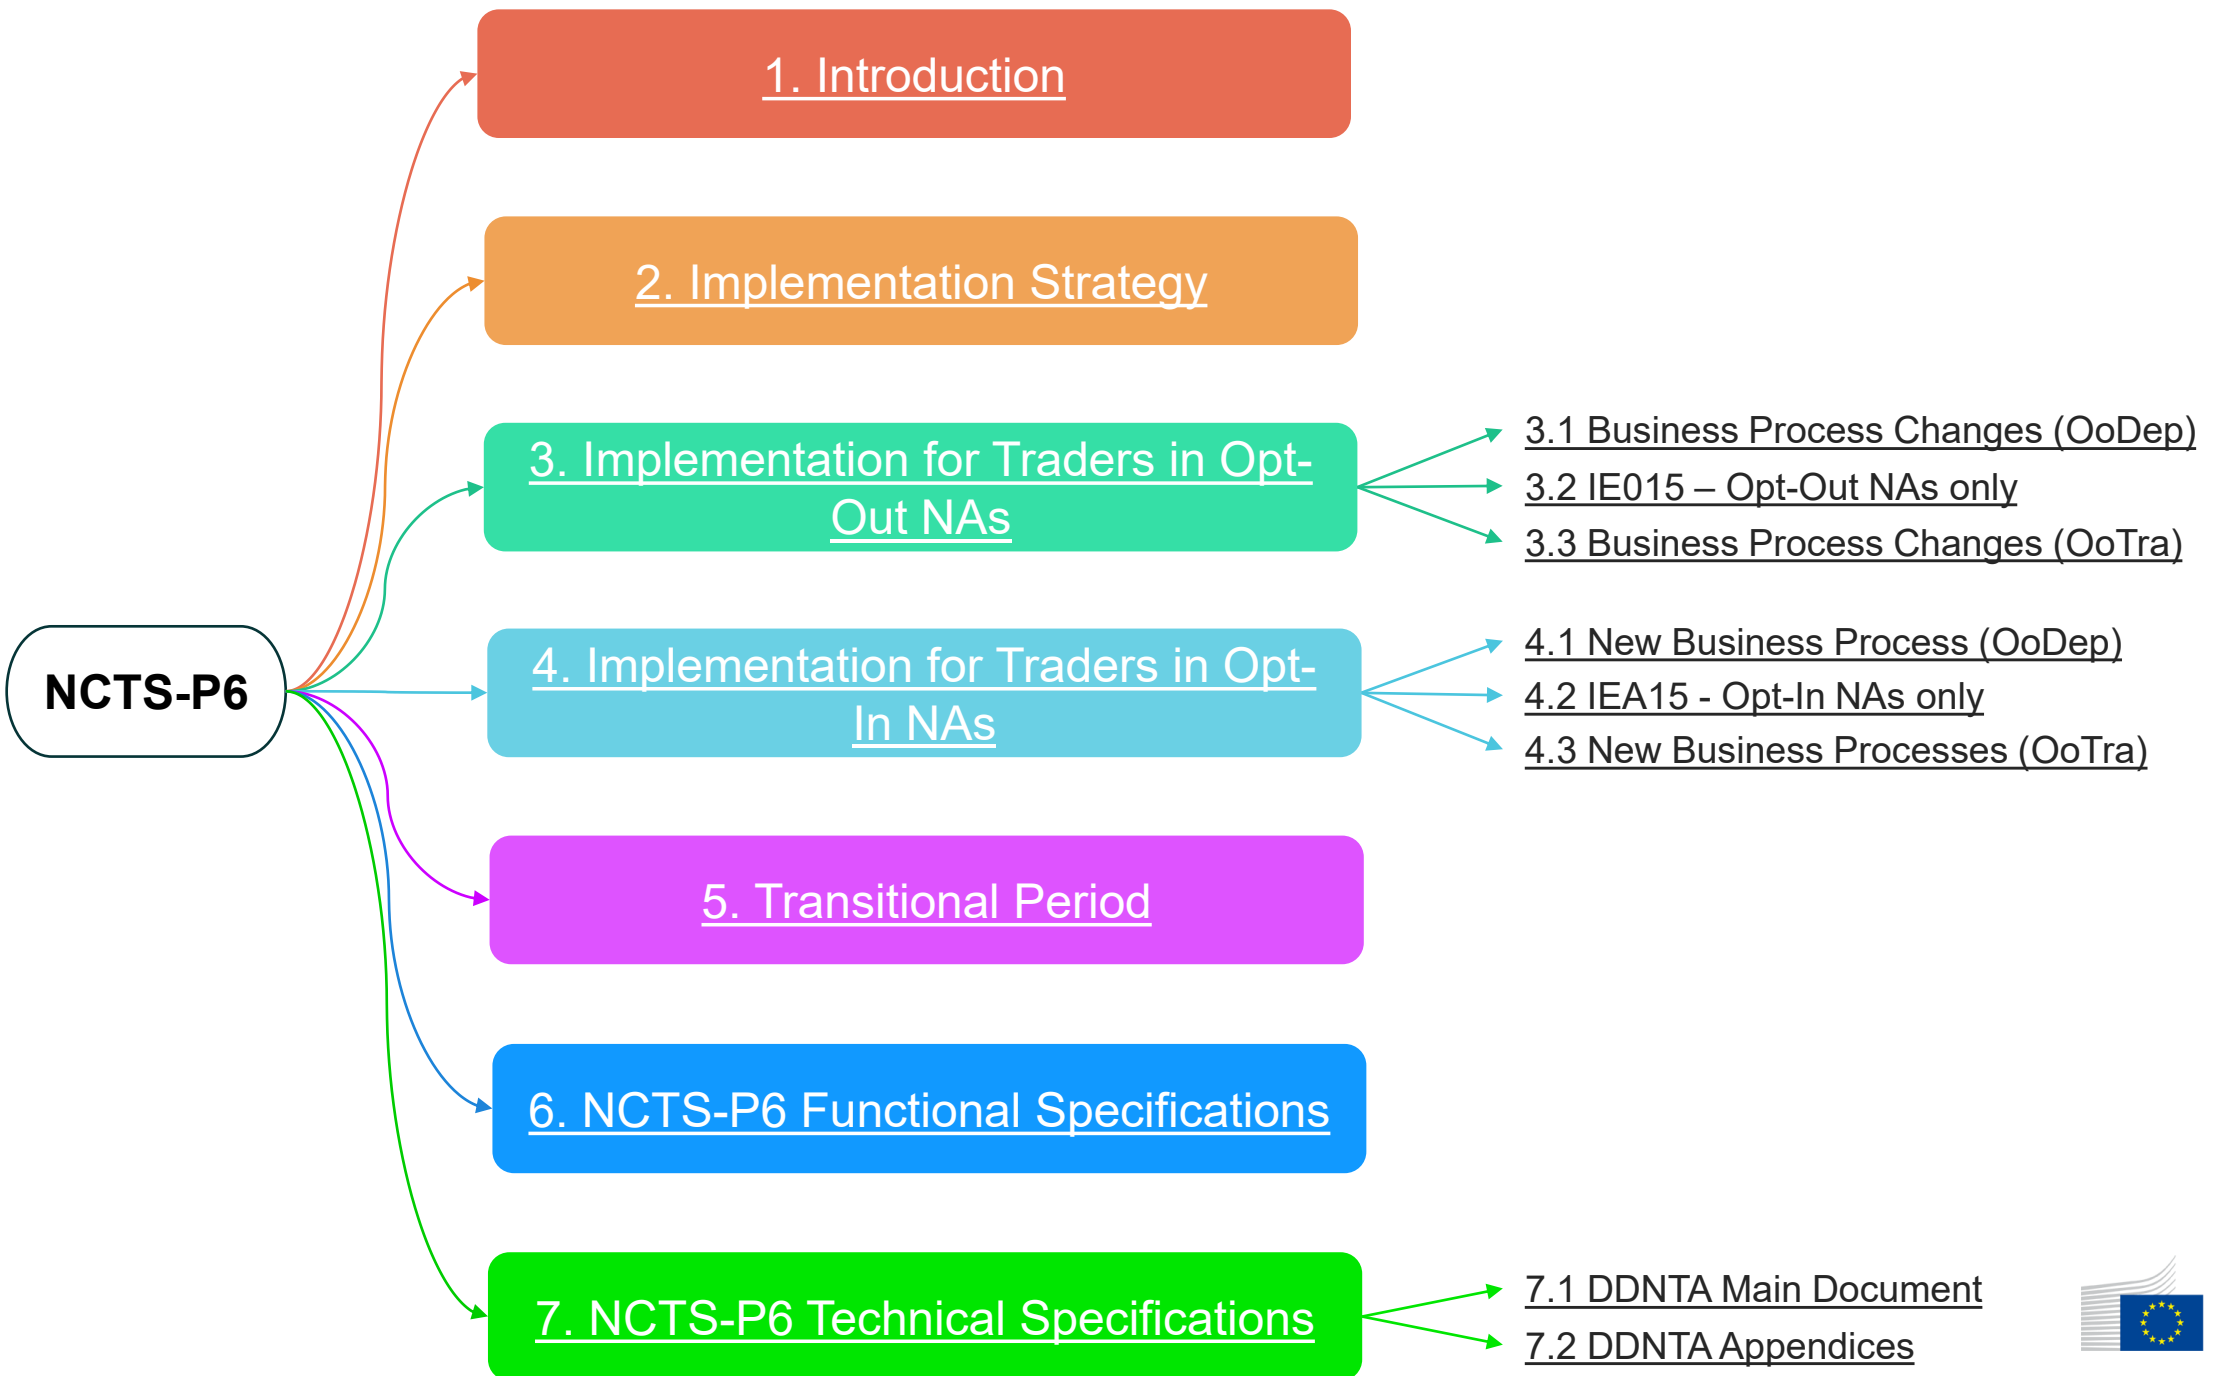 1. Introduction
2. Implementation Strategy
3. Implementation for Traders in Opt-
Out NAs
3.1 Business Process Changes (OoDep)
3.2 IE015 – Opt-Out NAs only
3.3 Business Process Changes (OoTra)
NCTS-P6
4. Implementation for Traders in Opt-
In NAs
4.1 New Business Process (OoDep)
4.2 IEA15 - Opt-In NAs only
4.3 New Business Processes (OoTra)
5. Transitional Period
6. NCTS-P6 Functional Specifications
7. NCTS-P6 Technical Specifications
7.1 DDNTA Main Document
7.2 DDNTA Appendices